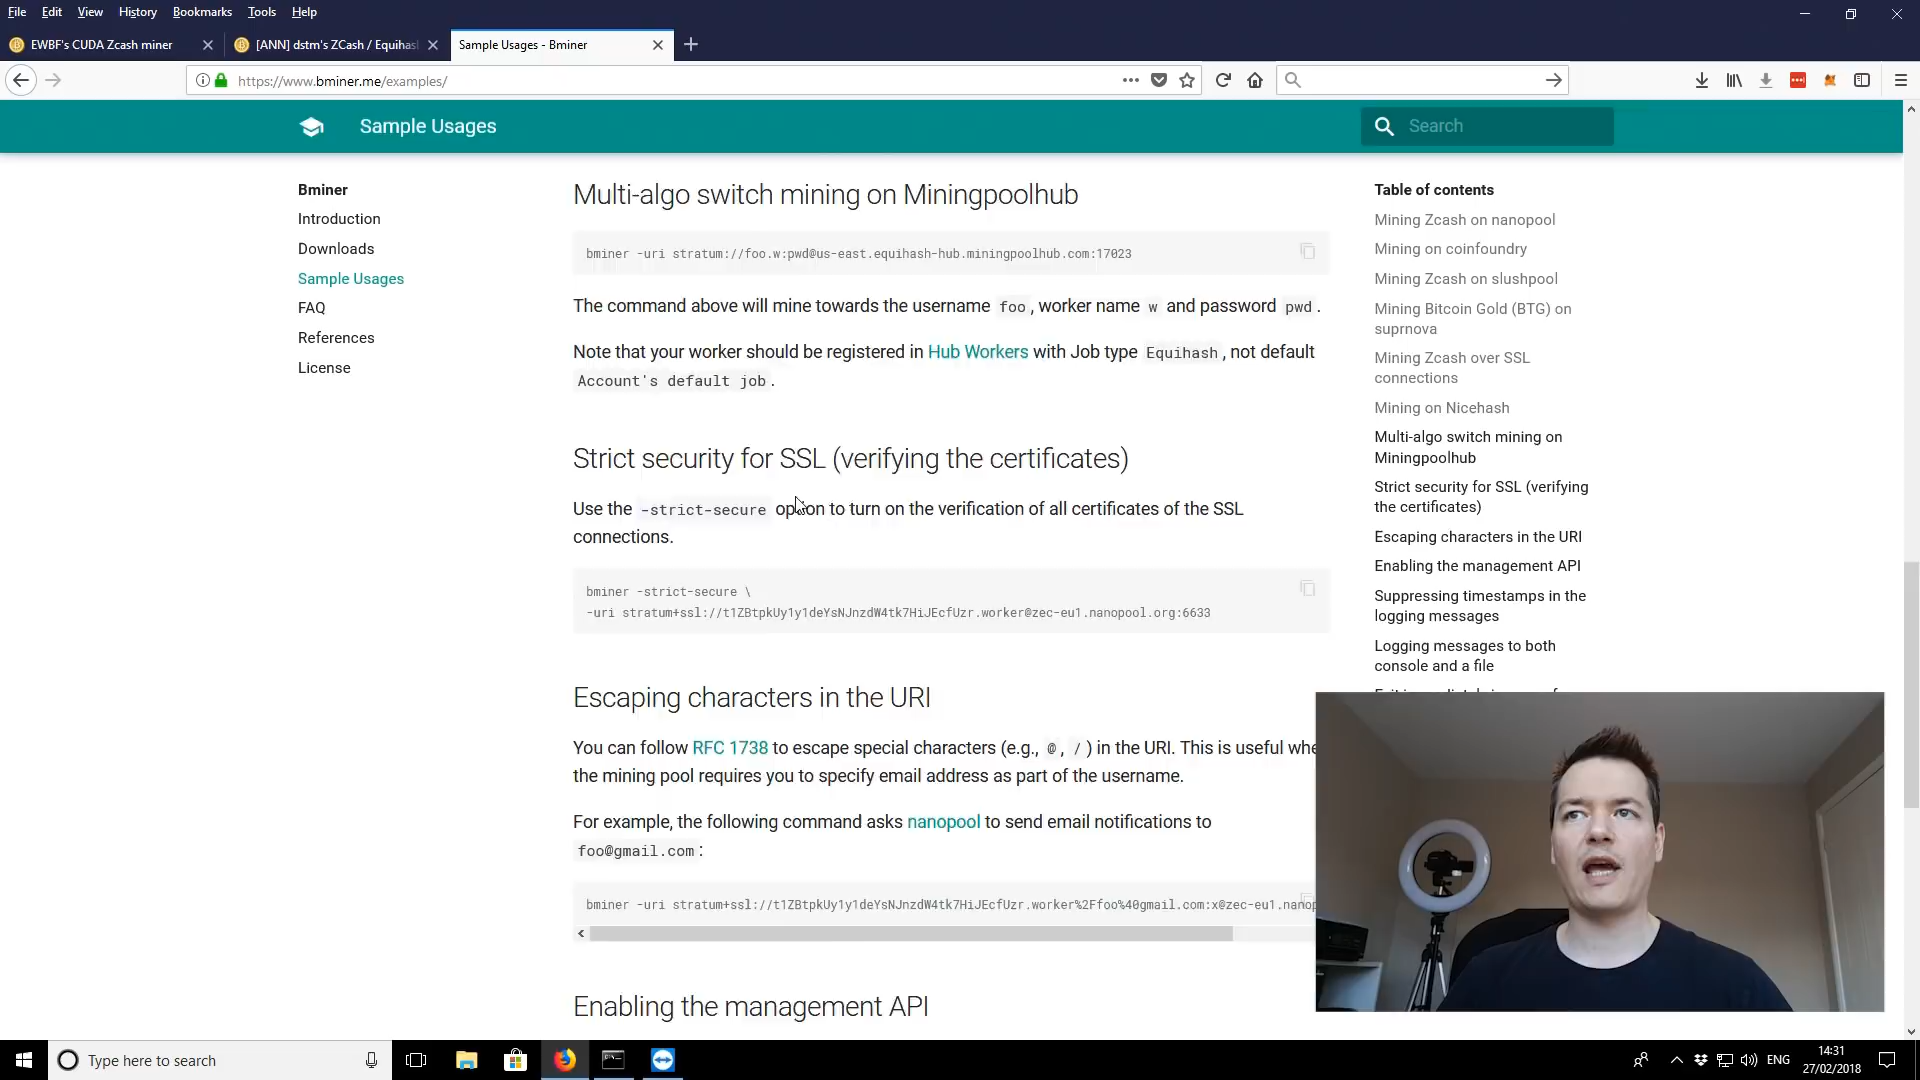 File Edit View History Bookmarks Tools Help
EWBF's CUDA Zcash miner
[ANN] dstm's ZCash / Equihas
Sample Usages - Bminer
https://www.bminer.me/examples/
Sample Usages
Search
Bminer
Introduction
Downloads
Sample Usages
FAQ
References
License
Multi-algo switch mining on Miningpoolhub
bminer -uri stratum://foo.w:pwd@us-east.equihash-hub.miningpoolhub.com:17023
The command above will mine towards the username foo, worker name w and password pwd.
Note that your worker should be registered in Hub Workers with Job type Equihash, not default
Account's default job.
Strict security for SSL (verifying the certificates)
Use the -strict-secure option to turn on the verification of all certificates of the SSL
connections.
bminer -strict-secure \
-uri stratum+ssl://t1ZBtpkUy1y1deYsNJnzdW4tk7HiJEcfUzr.worker@zec-eu1.nanopool.org:6633
Escaping characters in the URI
You can follow RFC 1738 to escape special characters (e.g., @, /) in the URI. This is useful whe
the mining pool requires you to specify email address as part of the username.
For example, the following command asks nanopool to send email notifications to
foo@gmail.com:
bminer -uri stratum+ssl://t1ZBtpkUy1y1deYsNJnzdW4tk7HiJEcfUzr.worker%2Ffoo%40gmail.com:x@zec-eu1.nanop
Enabling the management API
Table of contents
Mining Zcash on nanopool
Mining on coinfoundry
Mining Zcash on slushpool
Mining Bitcoin Gold (BTG) on
suprnova
Mining Zcash over SSL
connections
Mining on Nicehash
Multi-algo switch mining on
Miningpoolhub
Strict security for SSL (verifying
the certificates)
Escaping characters in the URI
Enabling the management API
Suppressing timestamps in the
logging messages
Logging messages to both
console and a file
Type here to search
ENG
14:31
27/02/2018